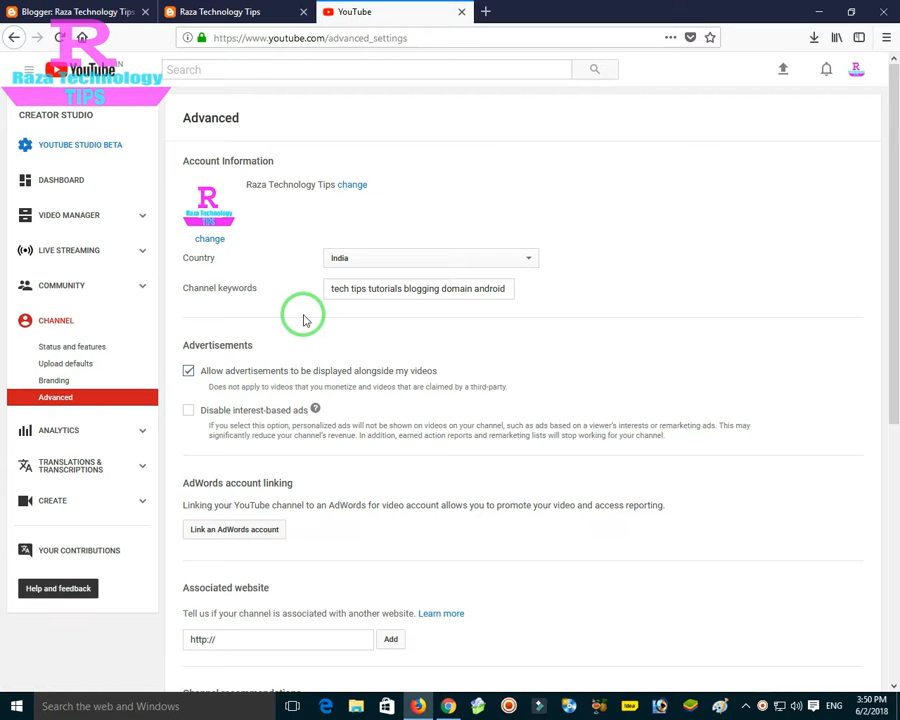 Blogger: Raza Technology Tips
Raza Technology Tips
YouTube
https://www.youtube.com/advanced_settings
R
Raza Technology
TIPS
YouTube
Search
CREATOR STUDIO
YOUTUBE STUDIO BETA
DASHBOARD
VIDEO MANAGER
LIVE STREAMING
COMMUNITY
CHANNEL
Status and features
Upload defaults
Branding
Advanced
ANALYTICS
TRANSLATIONS &
TRANSCRIPTIONS
CREATE
YOUR CONTRIBUTIONS
Help and feedback
Advanced
Account Information
R
Raza Technology
TIPS
Raza Technology Tips change
change
Country
India
Channel keywords
tech tips tutorials blogging domain android
Advertisements
Allow advertisements to be displayed alongside my videos
Does not apply to videos that you monetize and videos that are claimed by a third-party.
Disable interest-based ads ?
If you select this option, personalized ads will not be shown on videos on your channel, such as ads based on a viewer's interests or remarketing ads. This may
significantly reduce your channel's revenue. In addition, earned action reports and remarketing lists will stop working for your channel.
AdWords account linking
Linking your YouTube channel to an AdWords for video account allows you to promote your video and access reporting.
Link an AdWords account
Associated website
Tell us if your channel is associated with another website. Learn more
http://
Add
Channel recommendations
Search the web and Windows
ENG
3:50 PM
6/2/2018